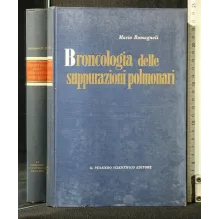 Mario Romagnoli
Broncologia delle
suppurazioni polmonari
IL PENSIERO SCIENTIFICO EDITORE